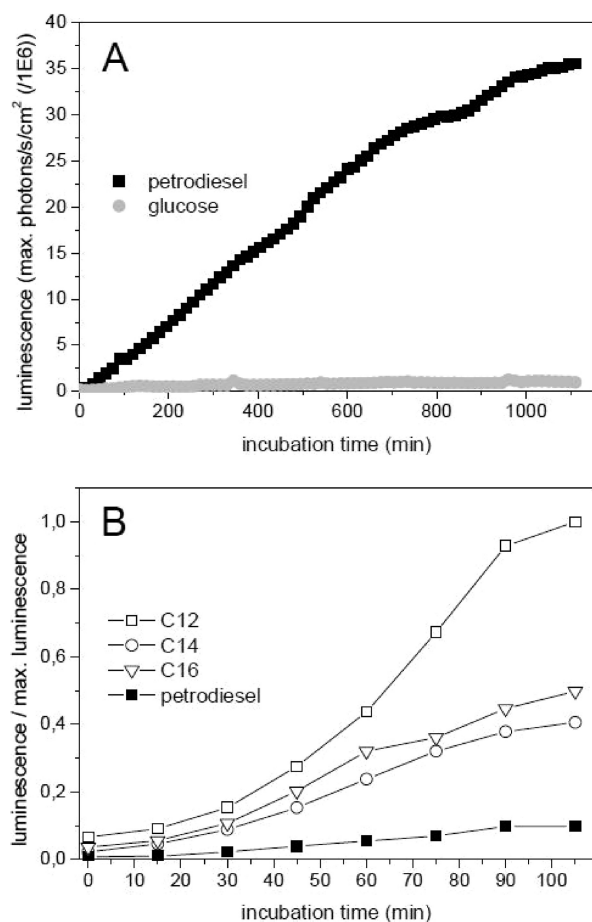 A
luminescence (max. photons/s/cm² (/1E6))
40
35
30
25
20
15
10
5
0
petrodiesel
glucose
0 200 400 600 800 1000
incubation time (min)
B
luminescence / max. luminescence
1,0
0,8
0,6
0,4
0,2
0,0
C12
C14
C16
petrodiesel
0 10 20 30 40 50 60 70 80 90 100
incubation time (min)